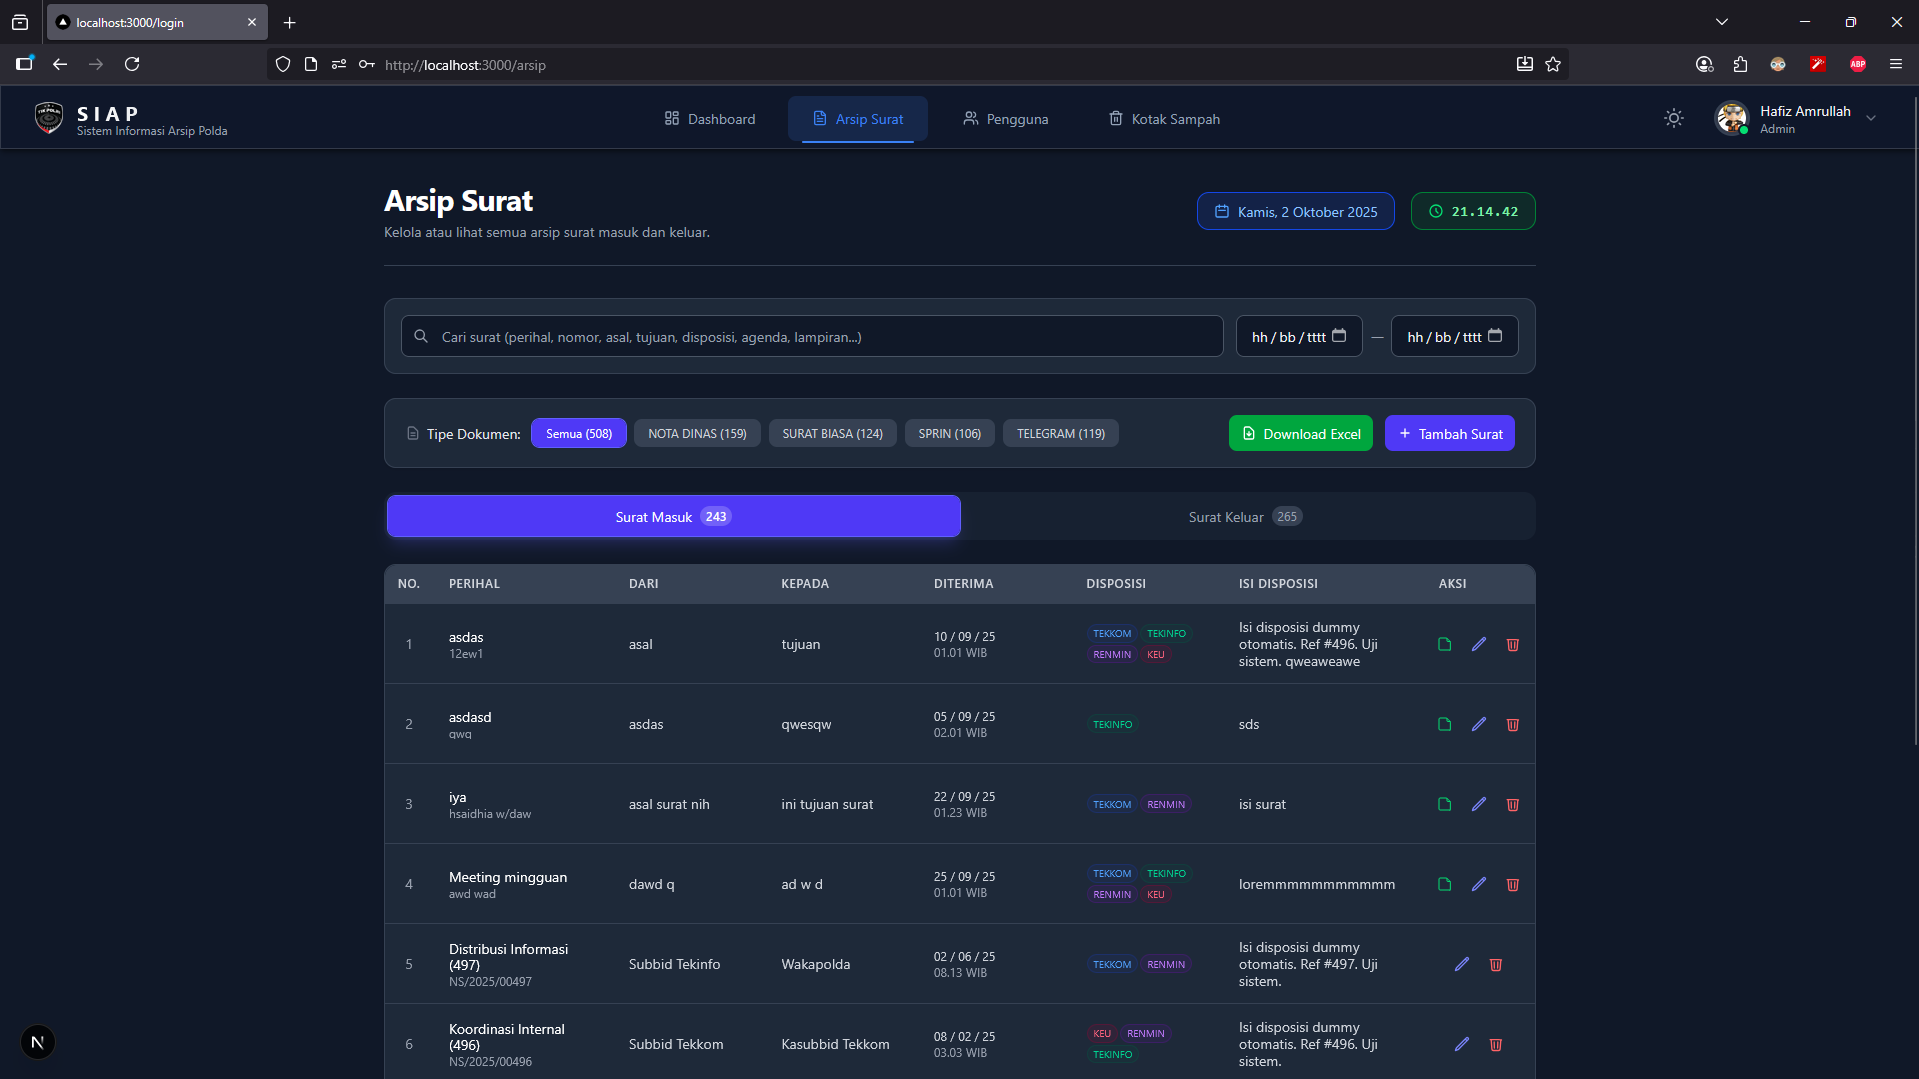 localhost:3000/login
http://localhost:3000/arsip
ABP
SIAP
Sistem Informasi Arsip Polda
Dashboard
Arsip Surat
Pengguna
Kotak Sampah
Hafiz Amrullah
Admin
Arsip Surat
Kelola atau lihat semua arsip surat masuk dan keluar.
Kamis, 2 Oktober 2025
21.14.42
Cari surat (perihal, nomor, asal, tujuan, disposisi, agenda, lampiran...)
hh / bb / tttt — hh / bb / tttt
Tipe Dokumen: Semua (508) NOTA DINAS (159) SURAT BIASA (124) SPRIN (106) TELEGRAM (119)
Download Excel
+ Tambah Surat
Surat Masuk 243
Surat Keluar 265
NO. PERIHAL DARI KEPADA DITERIMA DISPOSISI ISI DISPOSISI AKSI
1
asdas
12ew1
asal
tujuan
10 / 09 / 25
01.01 WIB
TEKKOM TEKINFO
RENMIN KEU
Isi disposisi dummy
otomatis. Ref #496. Uji
sistem. qweaweawe
2
asdasd
qwq
asdas
qwesqw
05 / 09 / 25
02.01 WIB
TEKINFO
sds
3
iya
hsaidhia w/daw
asal surat nih
ini tujuan surat
22 / 09 / 25
01.23 WIB
TEKKOM RENMIN
isi surat
4
Meeting mingguan
awd wad
dawd q
ad w d
25 / 09 / 25
01.01 WIB
TEKKOM TEKINFO
RENMIN KEU
loremmmmmmmmmmm
5
Distribusi Informasi
(497)
NS/2025/00497
Subbid Tekinfo
Wakapolda
02 / 06 / 25
08.13 WIB
TEKKOM RENMIN
Isi disposisi dummy
otomatis. Ref #497. Uji
sistem.
6
Koordinasi Internal
(496)
NS/2025/00496
Subbid Tekkom
Kasubbid Tekkom
08 / 02 / 25
03.03 WIB
KEU RENMIN
TEKINFO
Isi disposisi dummy
otomatis. Ref #496. Uji
sistem.
N